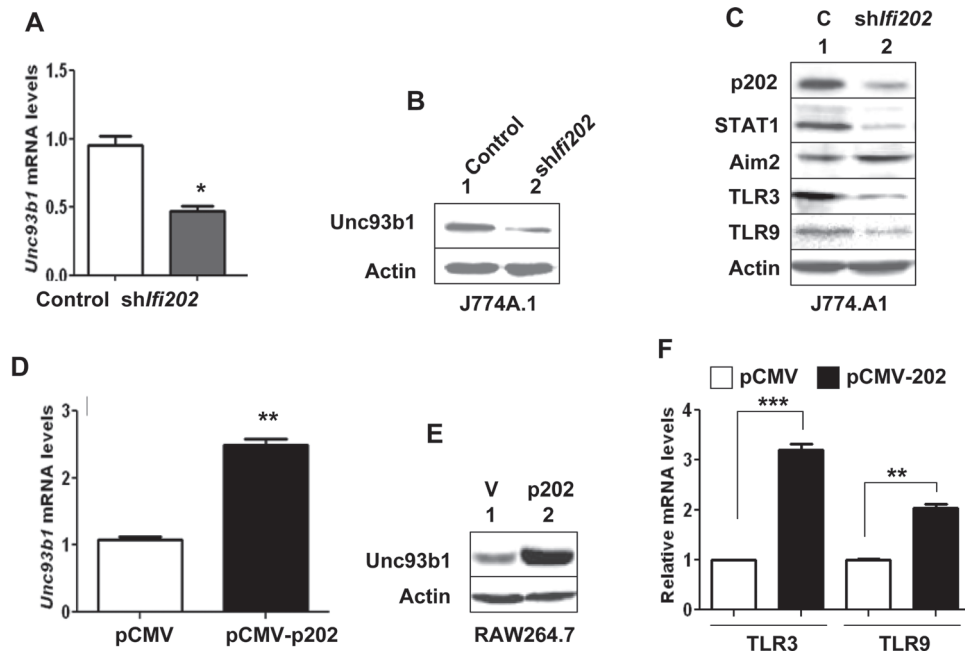 A
Unc93b1 mRNA levels
1.5
1.0
0.5
0.0
*
Control shIfi202
B
Control
shIfi202
1 2
Unc93b1
Actin
J774A.1
C
C shIfi202
1 2
p202
STAT1
Aim2
TLR3
TLR9
Actin
J774.A1
D
Unc93b1 mRNA levels
3
2
1
0
**
pCMV pCMV-p202
E
V p202
1 2
Unc93b1
Actin
RAW264.7
F
pCMV pCMV-202
Relative mRNA levels
4
3
2
1
0
***
**
TLR3 TLR9